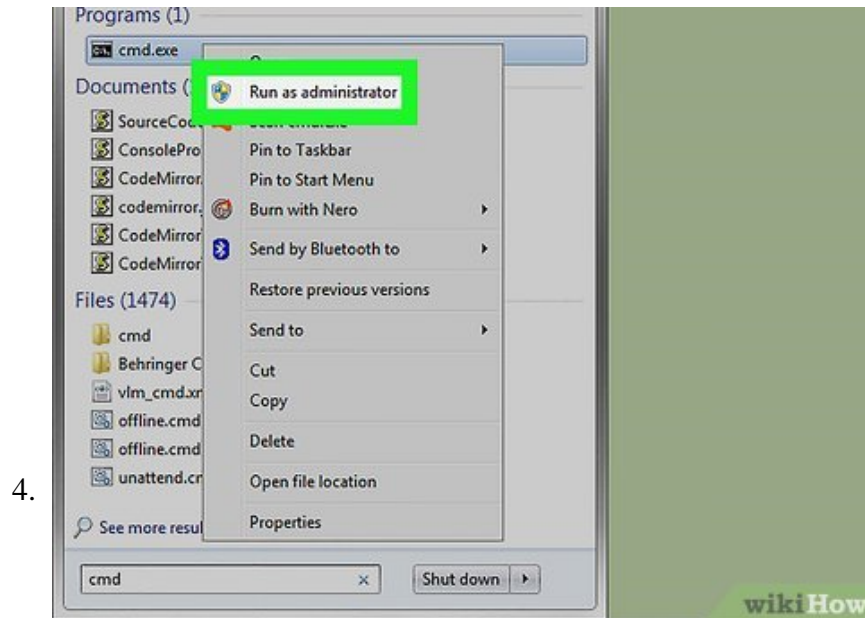 Programs (1)
cmd.exe
Run as administrator
Documents (
SourceCod
ConsolePro
Pin to Taskbar
CodeMirror.
Pin to Start Menu
codemirror.
Burn with Nero
CodeMirror
Send by Bluetooth to
CodeMirror
Restore previous versions
Files (1474)
cmd
Send to
Behringer C
Cut
vlm_cmd.xr
Copy
offline.cmd
offline.cmd
Delete
4.
unattend.cr
Open file location
See more resul
Properties
cmd
Shut down
wikiHow